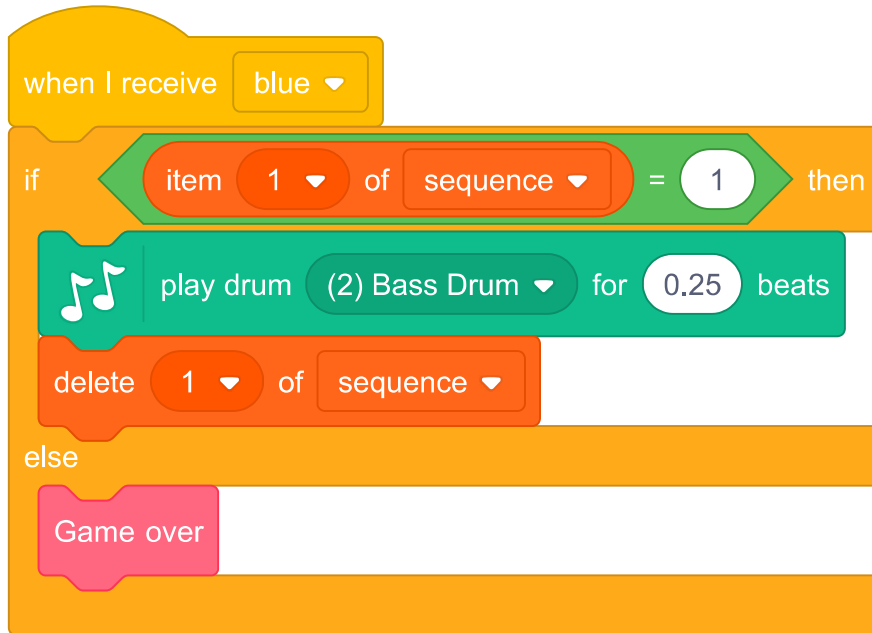 when I receive blue
if item 1 of sequence = 1 then
play drum (2) Bass Drum for 0.25 beats
delete 1 of sequence
else
Game over